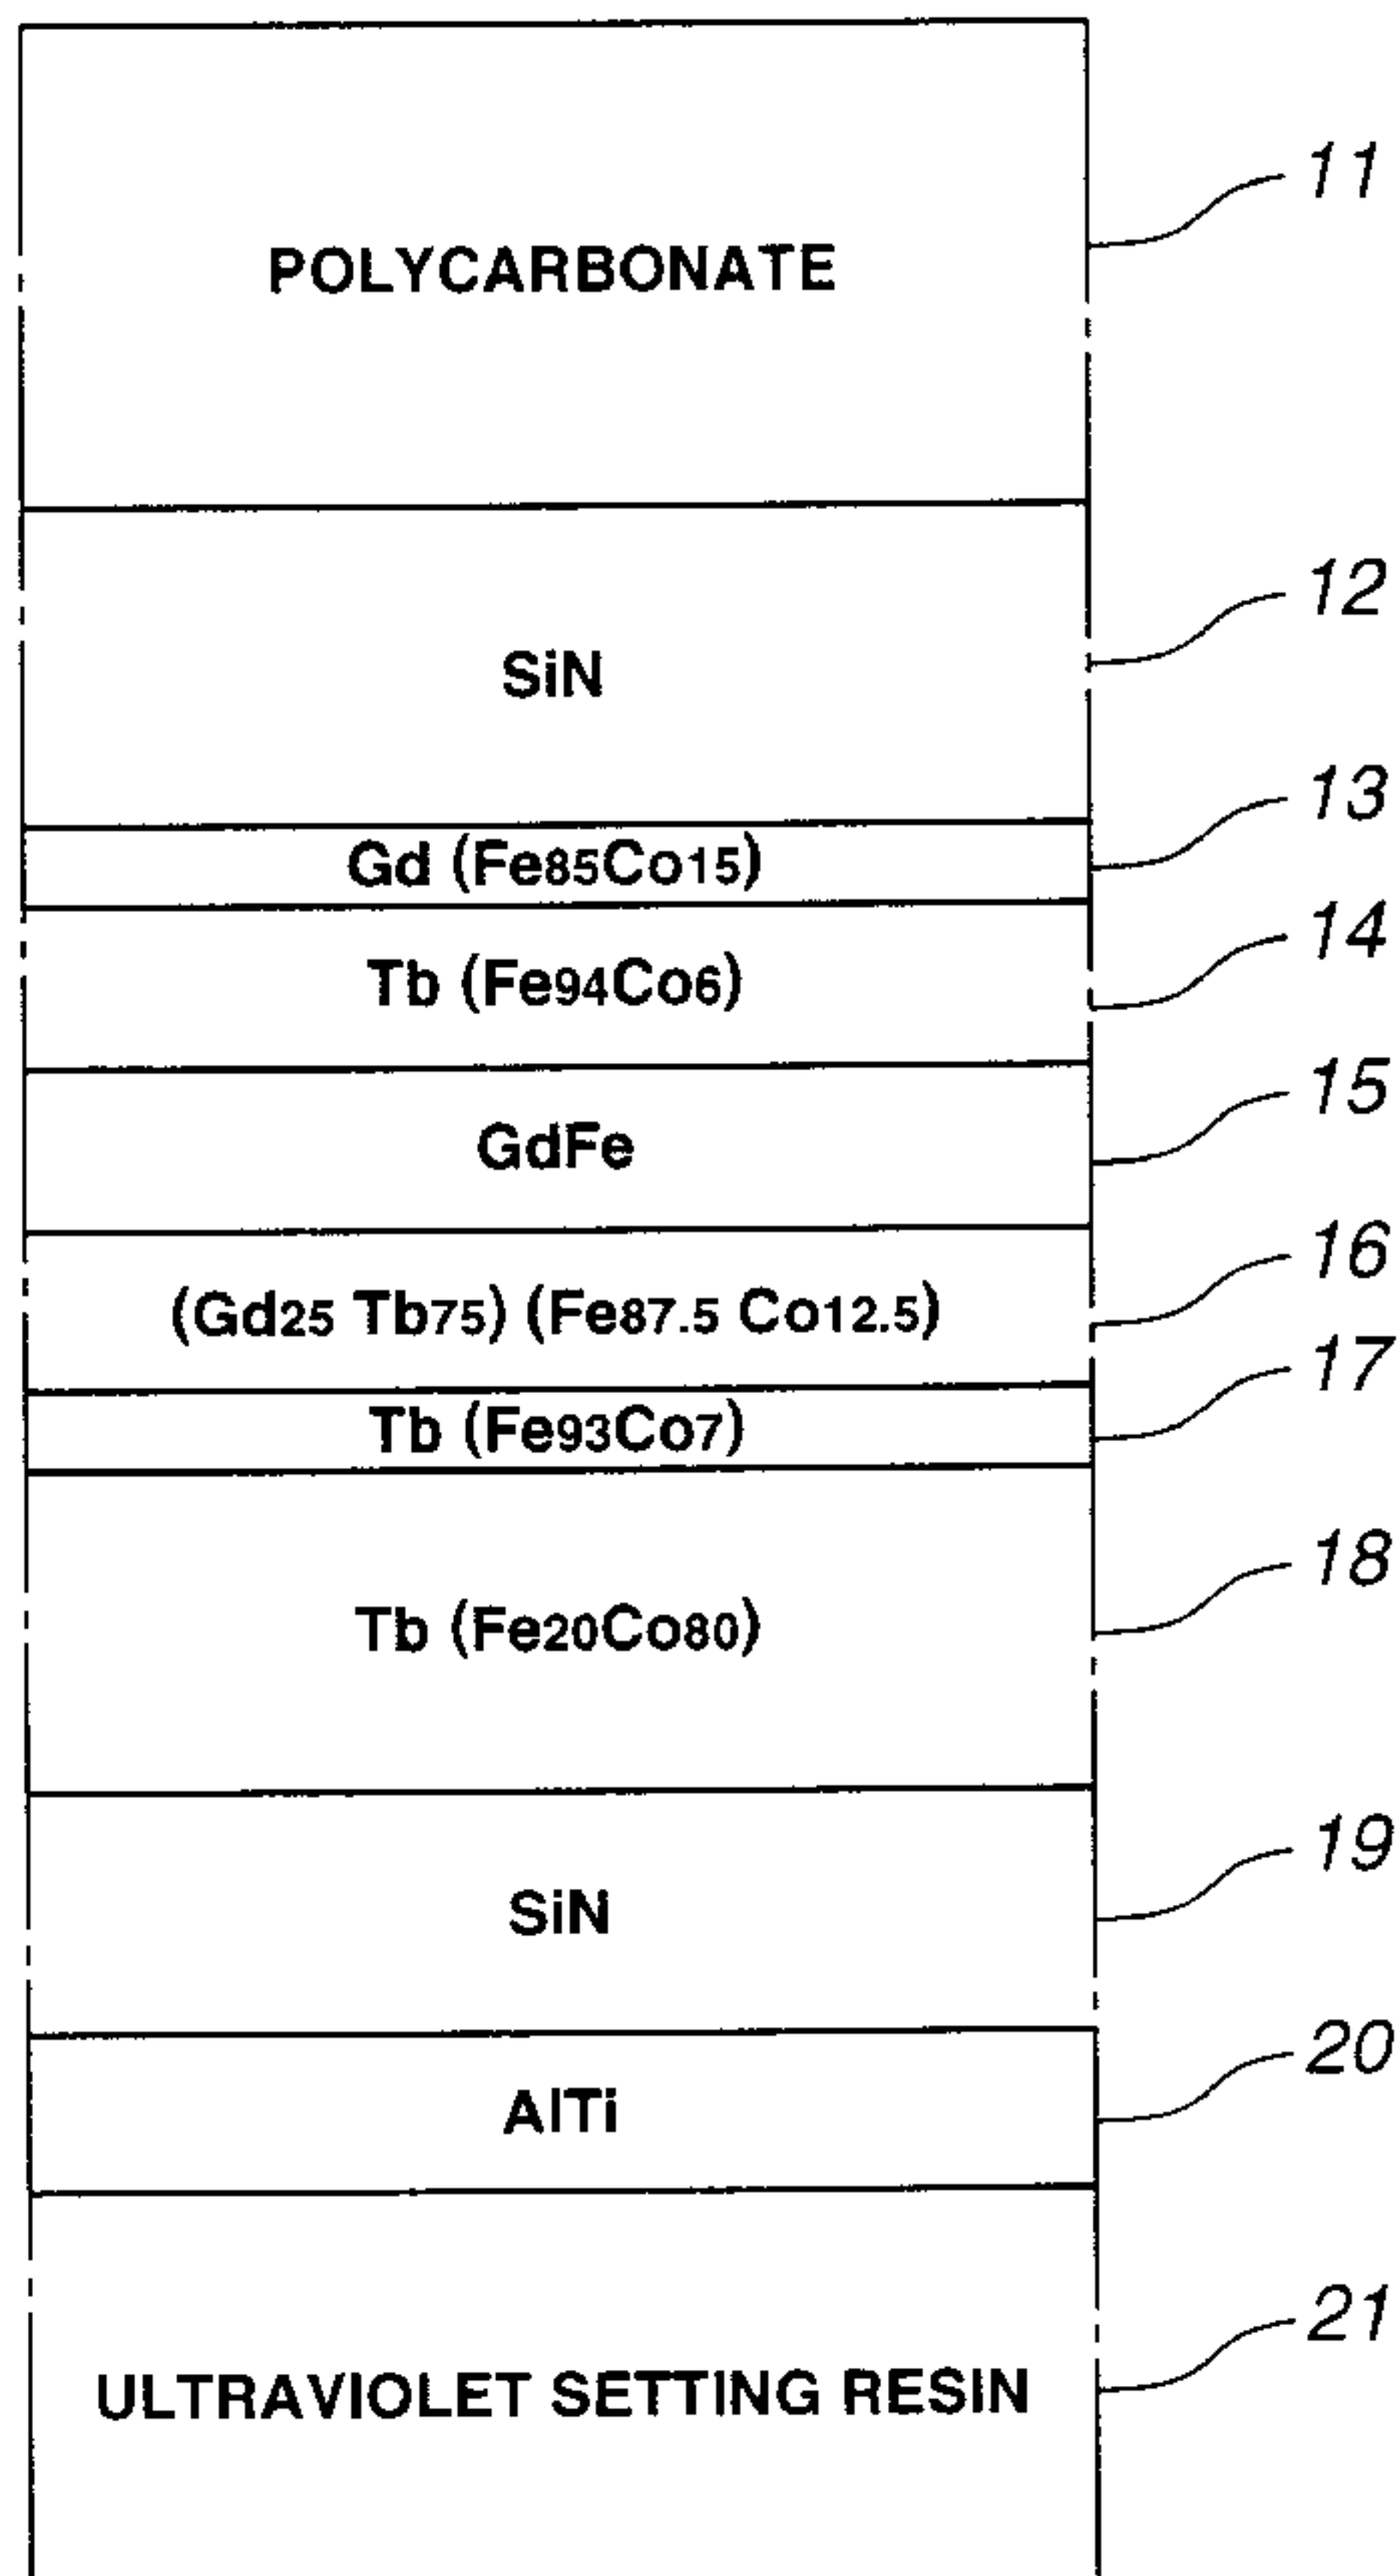 POLYCARBONATE
11
SiN
12
Gd (Fe85Co15)
13
Tb (Fe94Co6)
14
GdFe
15
(Gd25 Tb75) (Fe87.5 Co12.5)
16
Tb (Fe93Co7)
17
Tb (Fe20Co80)
18
SiN
19
AlTi
20
ULTRAVIOLET SETTING RESIN
21